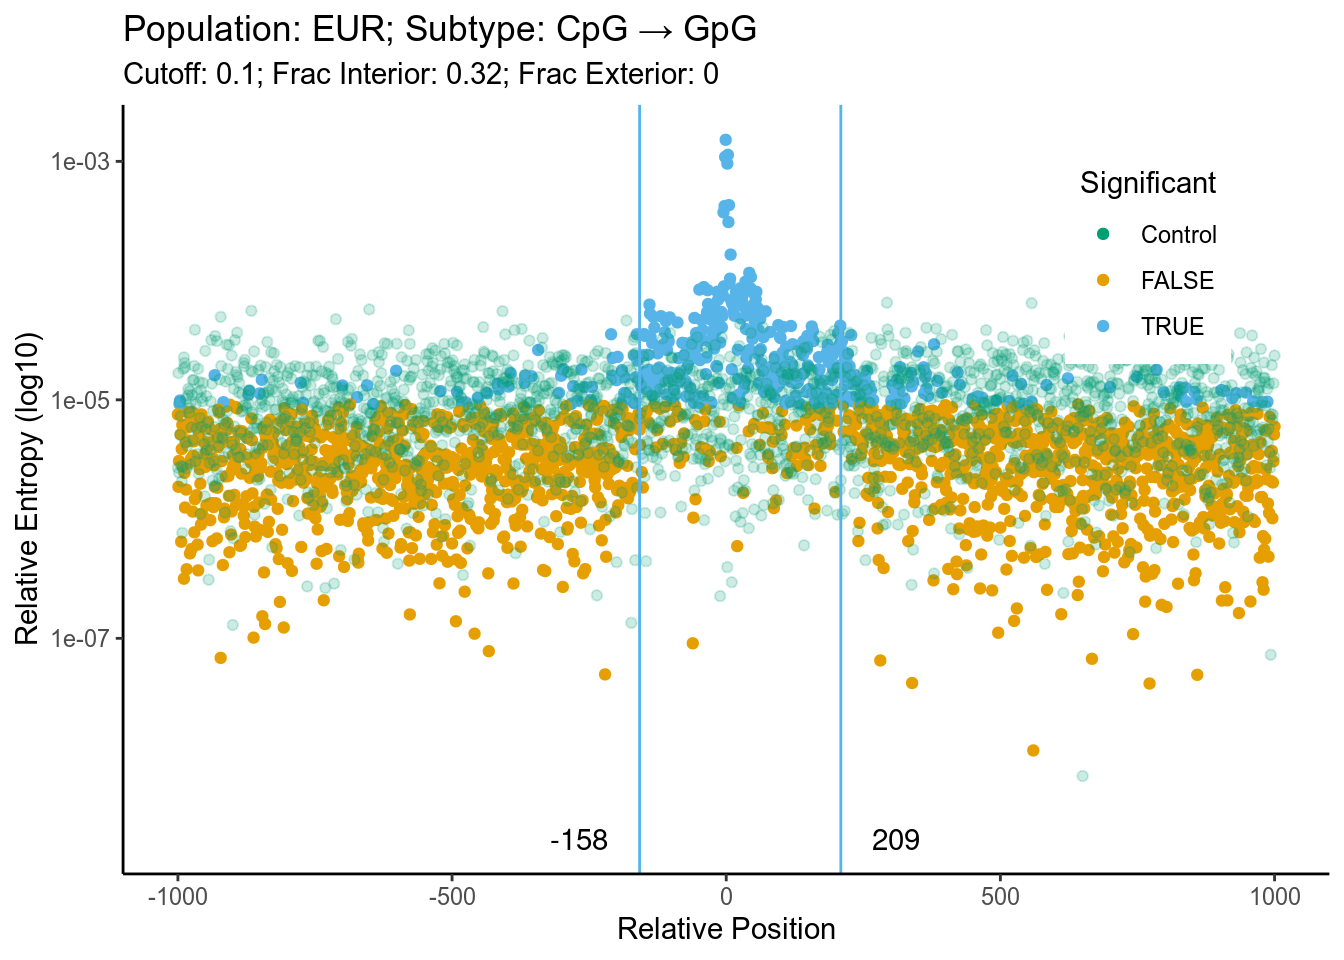 Population: EUR; Subtype: CpG → GpG
Cutoff: 0.1; Frac Interior: 0.32; Frac Exterior: 0
Relative Entropy (log10)
1e-03
1e-05
1e-07
Significant
Control
FALSE
TRUE
-158
209
-1000
-500
0
500
1000
Relative Position